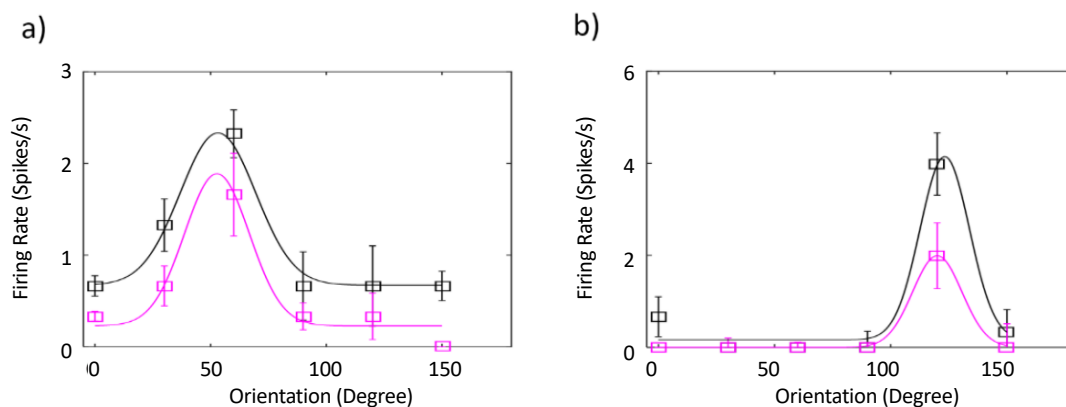 a)
Firing Rate (Spikes/s)
3
2
1
0
0
50
100
150
Orientation (Degree)
b)
Firing Rate (Spikes/s)
6
4
2
0
0
50
100
150
Orientation (Degree)